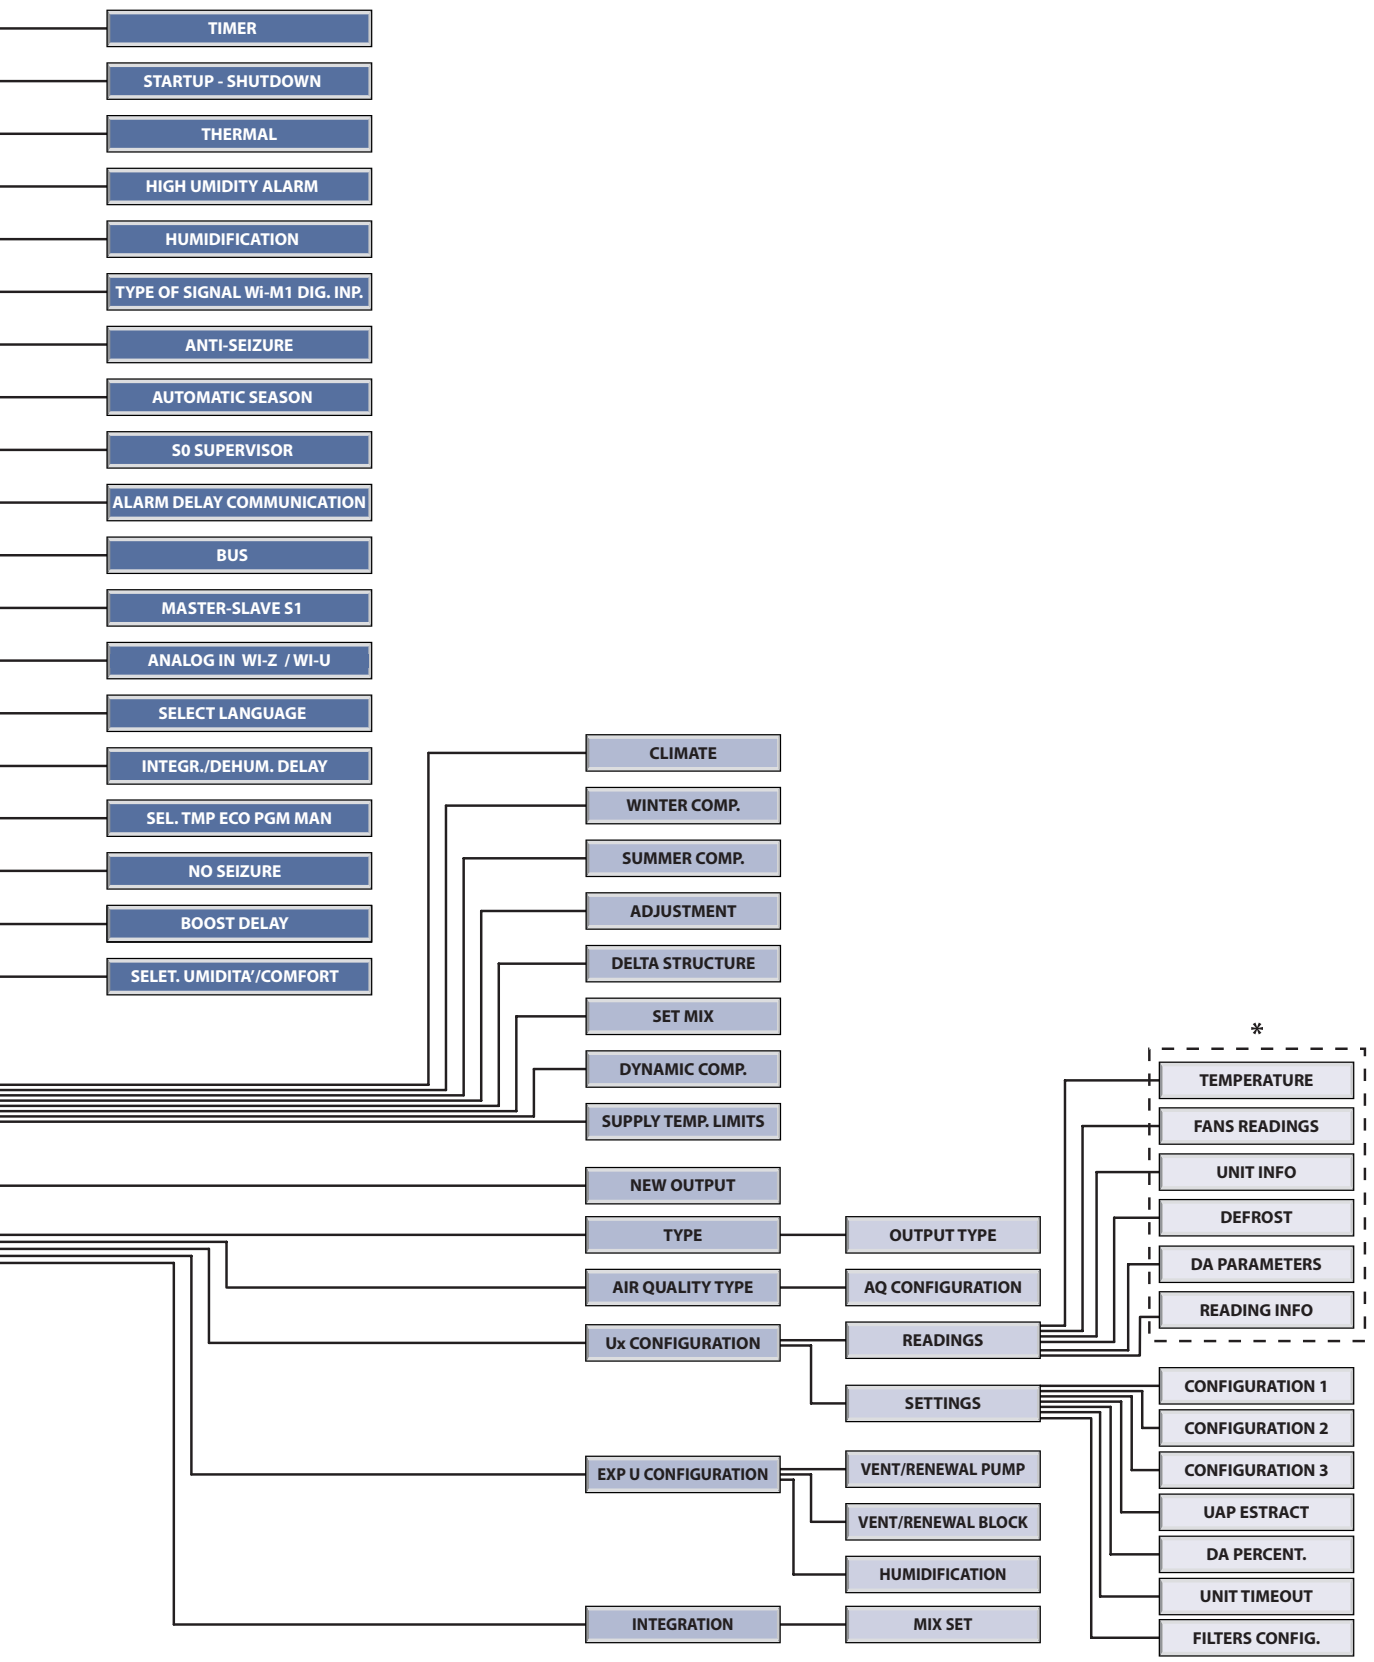 TIMER
STARTUP - SHUTDOWN
THERMAL
HIGH UMIDITY ALARM
HUMIDIFICATION
TYPE OF SIGNAL Wi-M1 DIG. INP.
ANTI-SEIZURE
AUTOMATIC SEASON
S0 SUPERVISOR
ALARM DELAY COMMUNICATION
BUS
MASTER-SLAVE S1
ANALOG IN WI-Z / WI-U
SELECT LANGUAGE
INTEGR./DEHUM. DELAY
SEL. TMP ECO PGM MAN
NO SEIZURE
BOOST DELAY
SELET. UMIDITA’/COMFORT
CLIMATE
WINTER COMP.
SUMMER COMP.
ADJUSTMENT
DELTA STRUCTURE
SET MIX
DYNAMIC COMP.
SUPPLY TEMP. LIMITS
NEW OUTPUT
TYPE
AIR QUALITY TYPE
Ux CONFIGURATION
EXP U CONFIGURATION
INTEGRATION
OUTPUT TYPE
AQ CONFIGURATION
READINGS
SETTINGS
VENT/RENEWAL PUMP
VENT/RENEWAL BLOCK
HUMIDIFICATION
MIX SET
*
TEMPERATURE
FANS READINGS
UNIT INFO
DEFROST
DA PARAMETERS
READING INFO
CONFIGURATION 1
CONFIGURATION 2
CONFIGURATION 3
UAP ESTRACT
DA PERCENT.
UNIT TIMEOUT
FILTERS CONFIG.